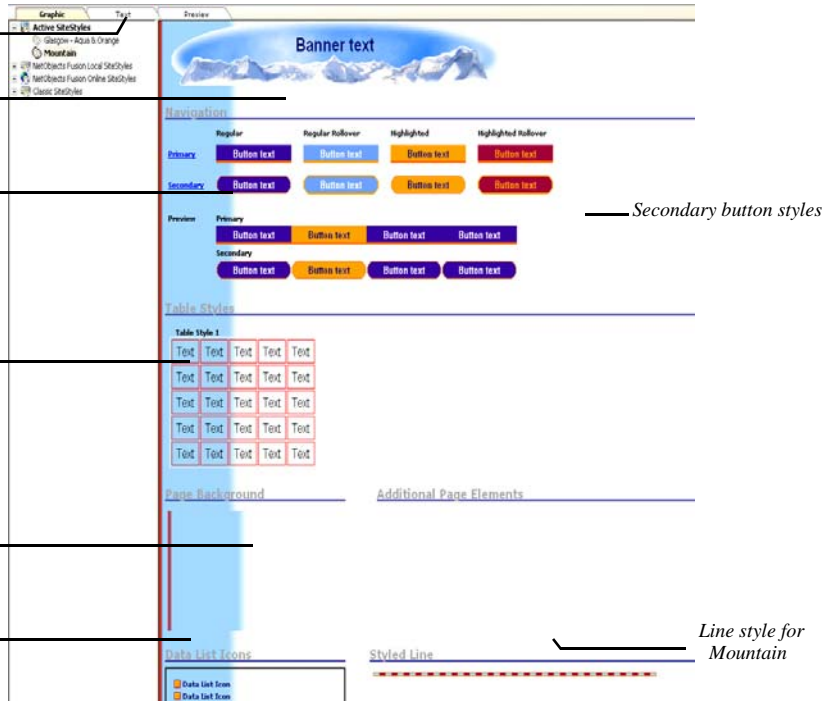 Graphic Text Preview
Active SiteStyles
Glasgow - Aqua & Orange
Mountain
NetObjects Fusion Local SiteStyles
NetObjects Fusion Online SiteStyles
Classic SiteStyles
Banner text
Navigation
Regular Regular Rollover Highlighted Highlighted Rollover
Primary Button text Button text Button text Button text
Secondary Button text Button text Button text Button text
Secondary button styles
Preview Primary
Button text Button text Button text Button text
Secondary
Button text Button text Button text Button text
Table Styles
Table Style 1
Text Text Text Text Text
Text Text Text Text Text
Text Text Text Text Text
Text Text Text Text Text
Text Text Text Text Text
Page Background Additional Page Elements
Line style for
Mountain
Data List Icons Styled Line
Data List Icon
Data List Icon